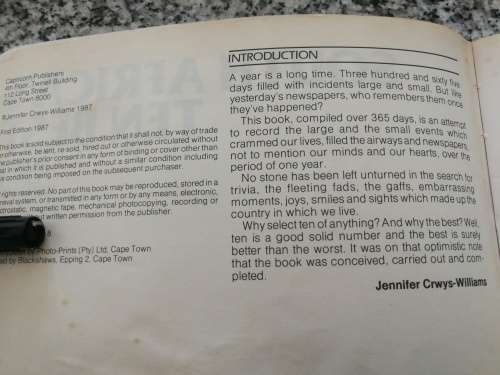 Capricorn Publishers
4th Floor, Twinell Building
112 Long Street
Cape Town 8000
Jennifer Crwys Williams 1987
First Edition 1987
This book is sold subject to the condition that it shall not, by way of trade
otherwise, be lent, re-sold, hired out or otherwise circulated without
publisher's prior consent in any form of binding or cover other than
that in which it is published and without a similar condition including
condition being imposed on the subsequent purchaser.
rights reserved. No part of this book may be reproduced, stored in a
retrieval system, or transmitted in any form or by any means, electronic,
electrostatic, magnetic tape, mechanical photocopying, recording or
written permission from the publisher.
8
by Photo-Prints (Pty) Ltd, Cape Town
by Blackshaws, Epping 2, Cape Town
INTRODUCTION
A year is a long time. Three hundred and sixty five
days filled with incidents large and small. But like
yesterday's newspapers, who remembers them once
they've happened?
This book, compiled over 365 days, is an attempt
to record the large and the small events which
crammed our lives, filled the airways and newspapers,
not to mention our minds and our hearts, over the
period of one year.
No stone has been left unturned in the search for
trivia, the fleeting fads, the gaffs, embarrassing
moments, joys, smiles and sights which made up the
country in which we live.
Why select ten of anything? And why the best? Well,
ten is a good solid number and the best is surely
better than the worst. It was on that optimistic note
that the book was conceived, carried out and com-
pleted.
Jennifer Crwys-Williams